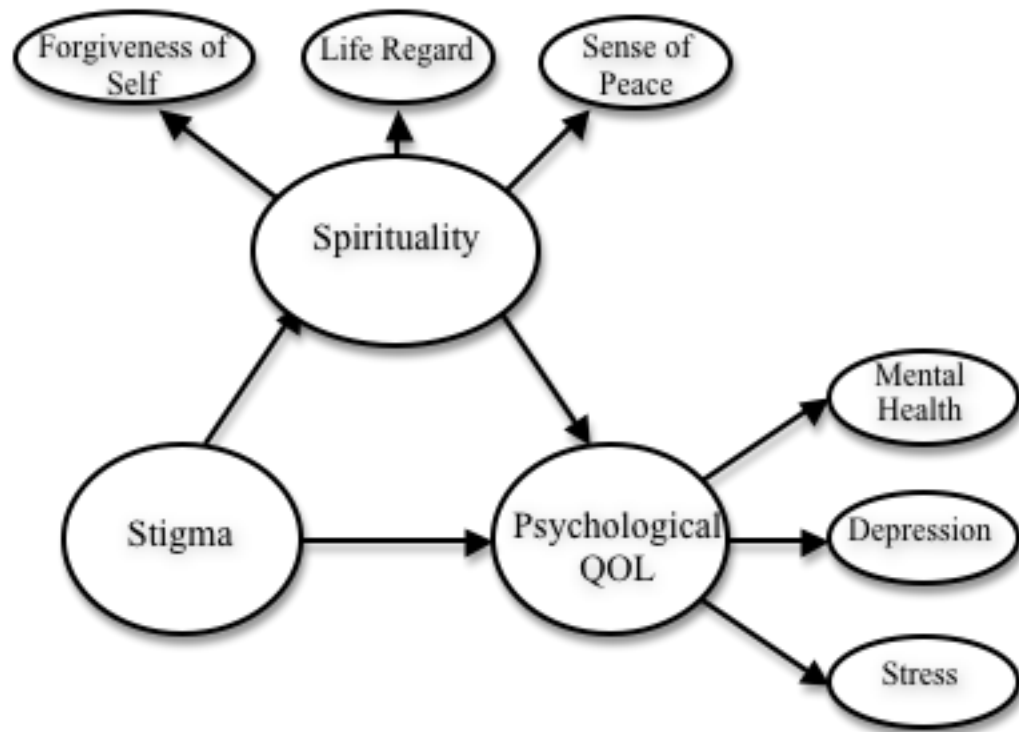 Forgiveness of
Self
Life Regard
Sense of
Peace
Spirituality
Mental
Health
Stigma
Psychological
QOL
Depression
Stress